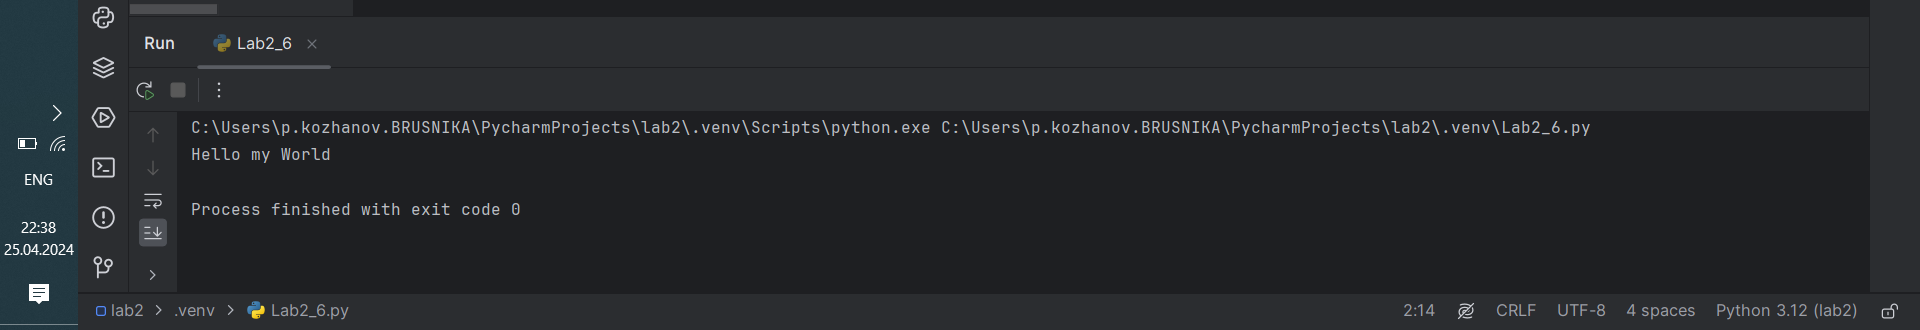 Run Lab2_6
C:\Users\p.kozhanov.BRUSNIKA\PycharmProjects\lab2\.venv\Scripts\python.exe C:\Users\p.kozhanov.BRUSNIKA\PycharmProjects\lab2\.venv\Lab2_6.py
Hello my World
Process finished with exit code 0
ENG
22:38
25.04.2024
lab2 > .venv > Lab2_6.py 2:14 CRLF UTF-8 4 spaces Python 3.12 (lab2)